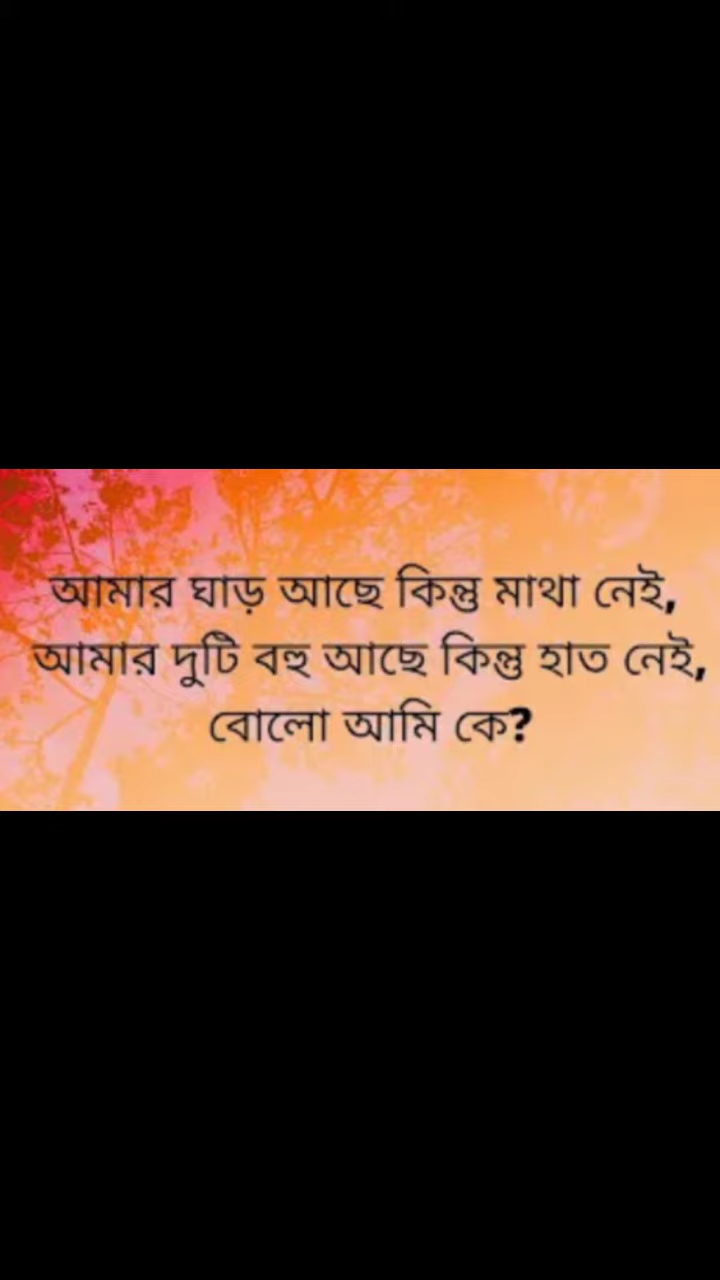 আমার ঘাড় আছে কিন্তু মাথা নেই,
আমার দুটি বহু আছে কিন্তু হাত নেই,
বোলো আমি কে?